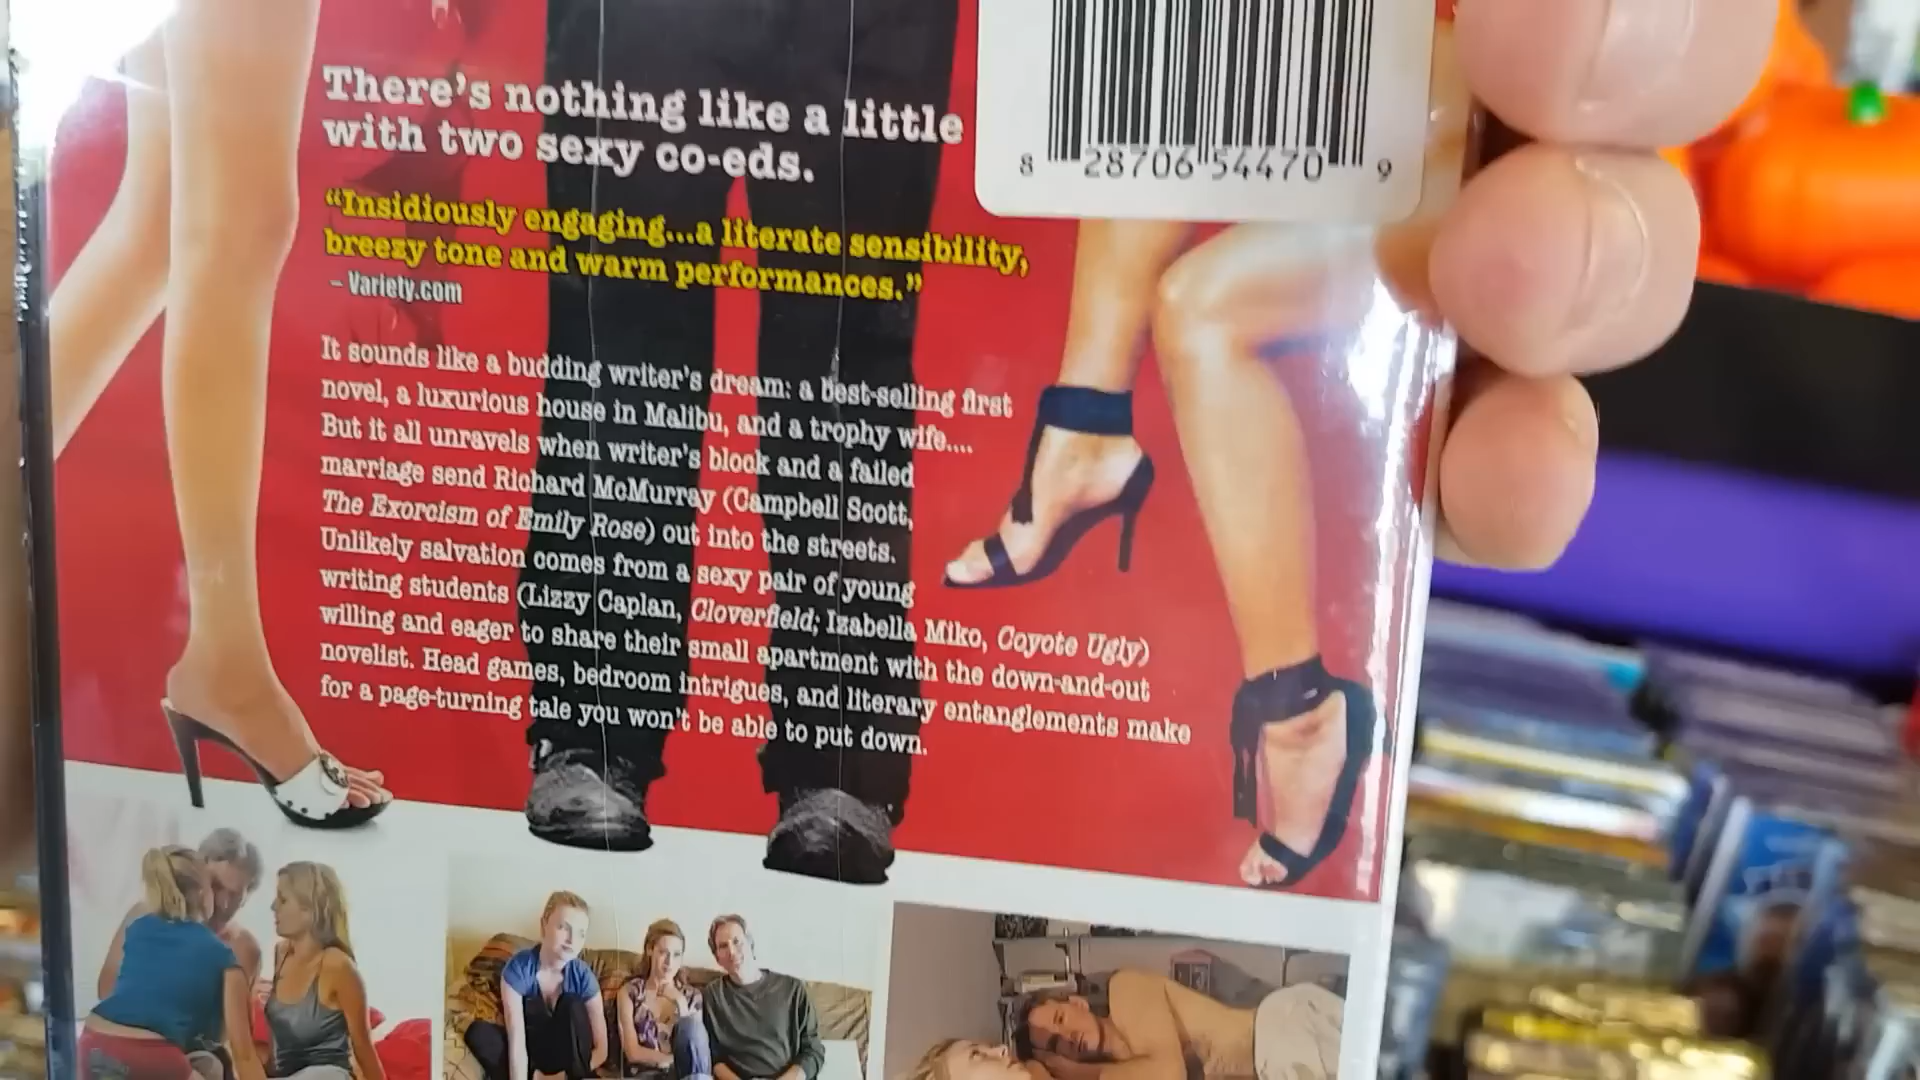 There's nothing like a little
with two sexy co-eds.
8 28706 54470 9
"Insidiously engaging...a literate sensibility,
breezy tone and warm performances."
– Variety.com
It sounds like a budding writer's dream: a best-selling first
novel, a luxurious house in Malibu, and a trophy wife....
But it all unravels when writer's block and a failed
marriage send Richard McMurray (Campbell Scott,
The Exorcism of Emily Rose) out into the streets.
Unlikely salvation comes from a sexy pair of young
writing students (Lizzy Caplan, Cloverfield; Izabella Miko, Coyote Ugly)
willing and eager to share their small apartment with the down-and-out
novelist. Head games, bedroom intrigues, and literary entanglements make
for a page-turning tale you won't be able to put down.